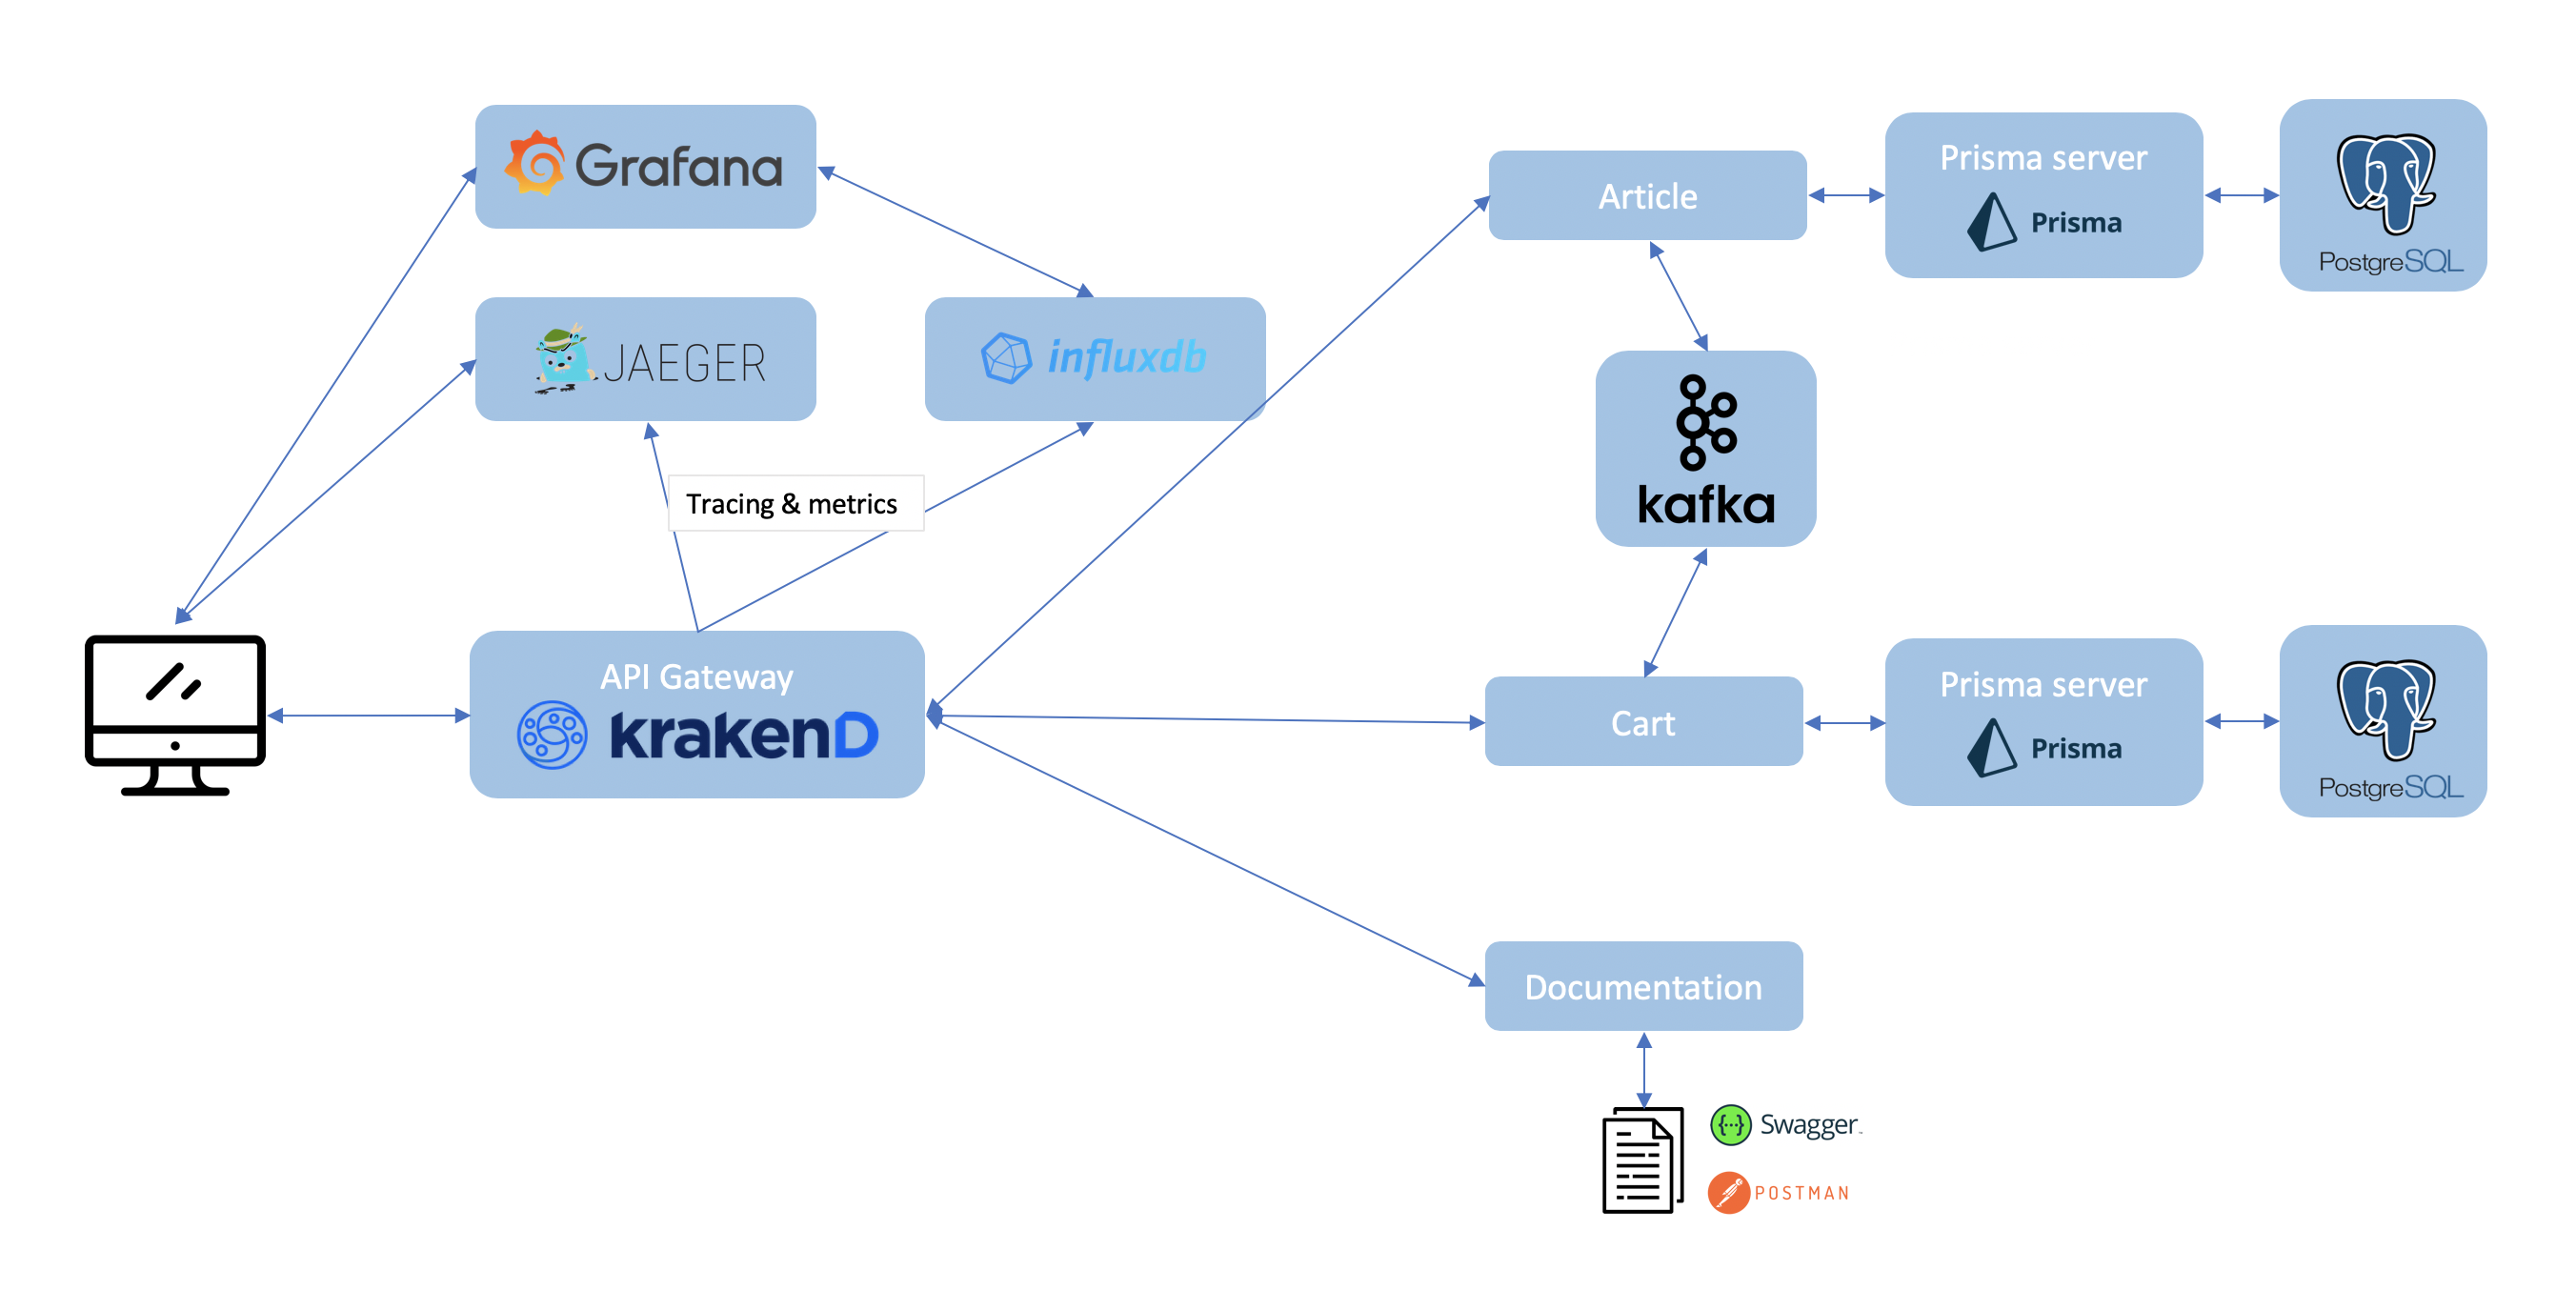 Grafana
JAEGER
influxdb
Tracing & metrics
API Gateway
krakenD
Article
Prisma server
Prisma
PostgreSQL
kafka
Cart
Prisma server
Prisma
PostgreSQL
Documentation
Swagger
POSTMAN